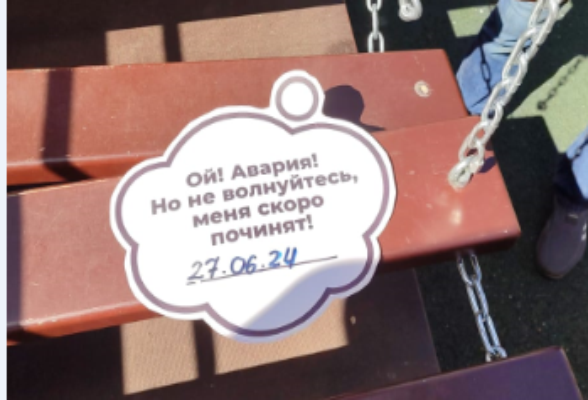 Ой! Авария!
Но не волнуйтесь,
меня скоро
починят!
27.06.24